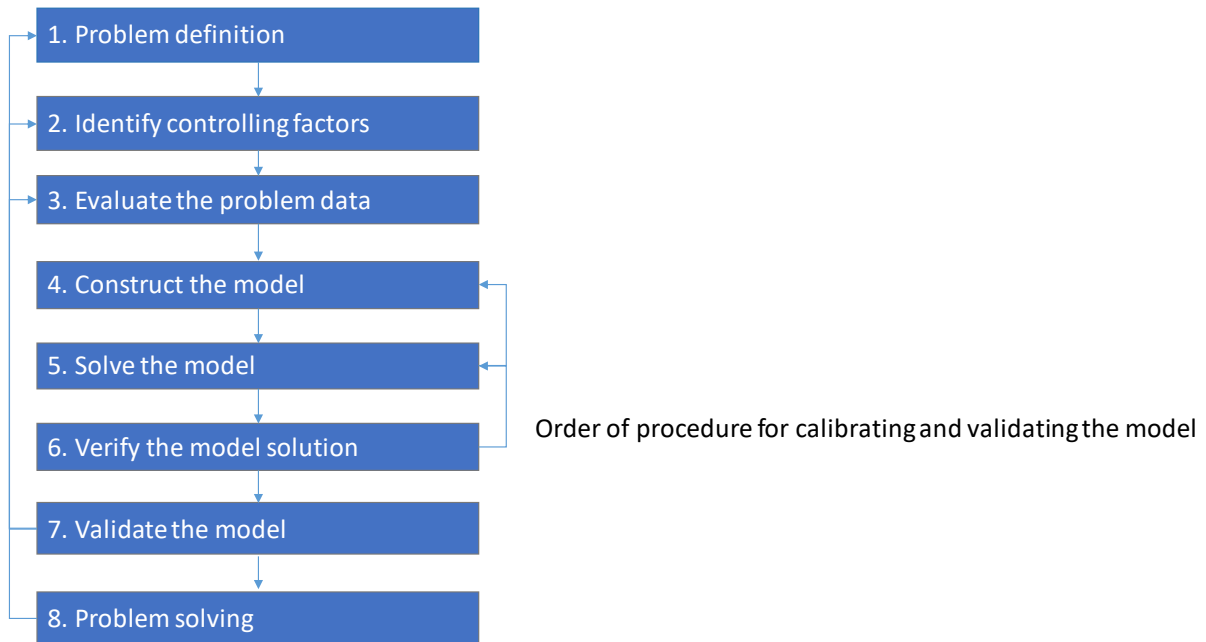 1. Problem definition
2. Identify controlling factors
3. Evaluate the problem data
4. Construct the model
5. Solve the model
6. Verify the model solution
Order of procedure for calibrating and validating the model
7. Validate the model
8. Problem solving